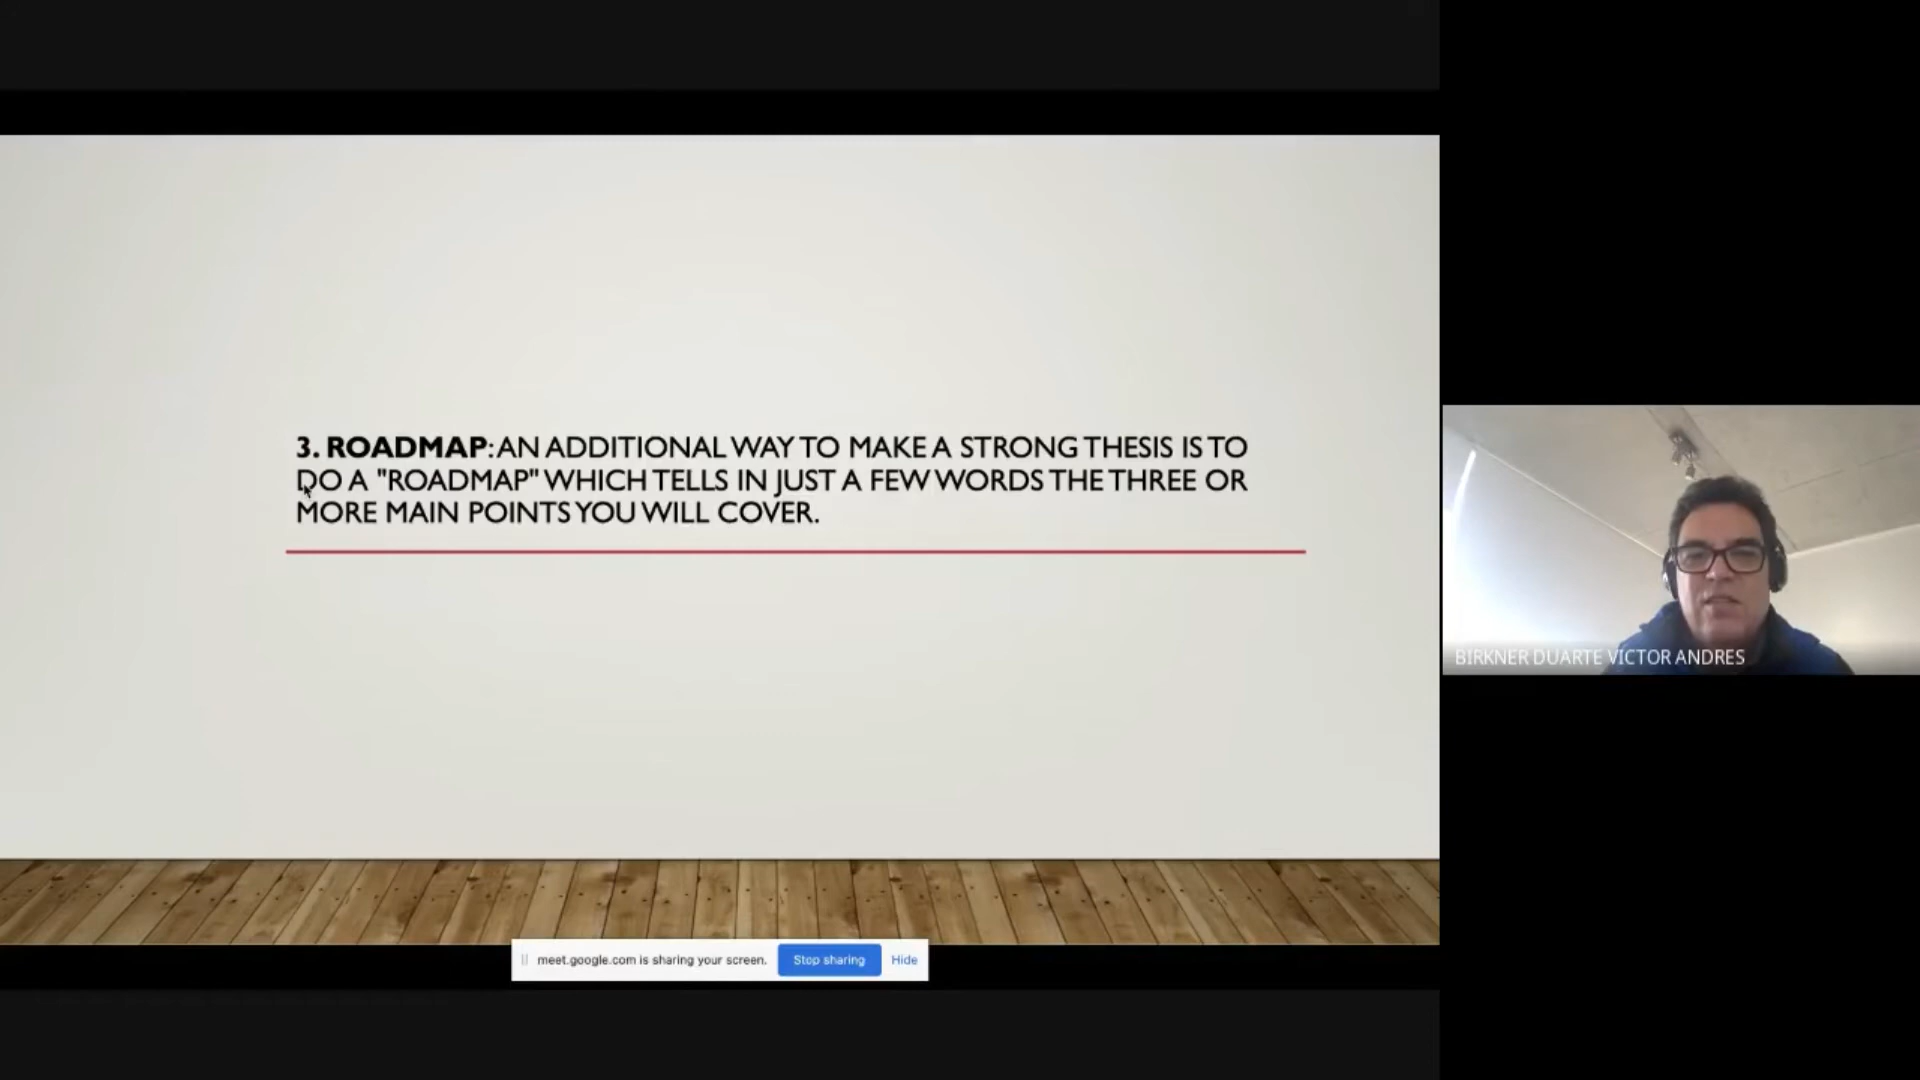 3. ROADMAP: AN ADDITIONAL WAY TO MAKE A STRONG THESIS IS TO
DO A "ROADMAP" WHICH TELLS IN JUST A FEW WORDS THE THREE OR
MORE MAIN POINTS YOU WILL COVER.
BIRKNER DUARTE VICTOR ANDRES
meet.google.com is sharing your screen. Stop sharing Hide